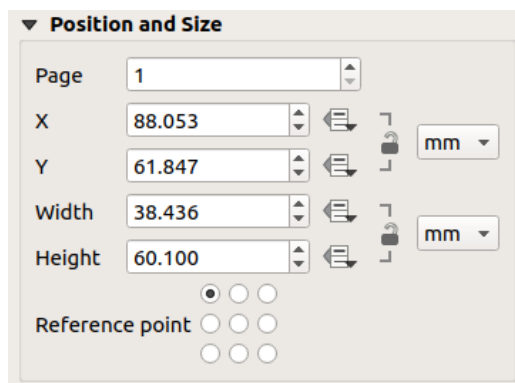 Position and Size
Page 1
X 88.053
mm
Y 61.847
Width 38.436
mm
Height 60.100
Reference point